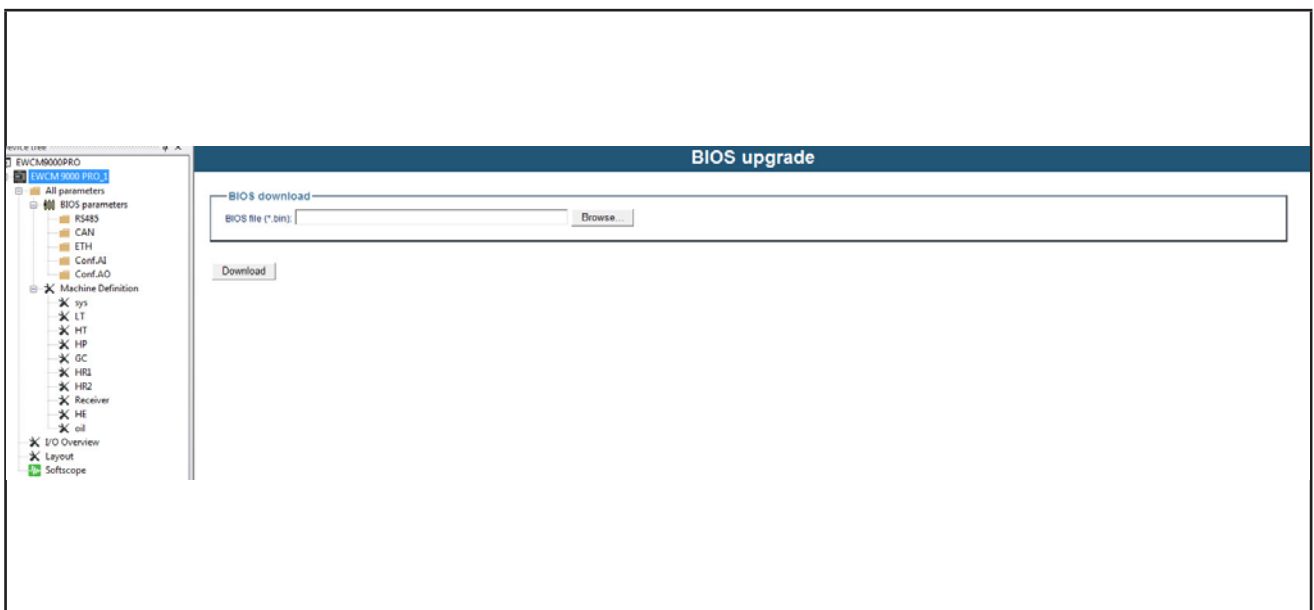 BIOS upgrade
EWCM9000PRO
EWCM 9000 PRO_1
All parameters
BIOS parameters
RS485
CAN
ETH
Conf.AI
Conf.AO
Machine Definition
sys
LT
HT
HP
GC
HR1
HR2
Receiver
HE
oil
I/O Overview
Layout
Softscope
BIOS download
BIOS file (*.bin):
Browse...
Download